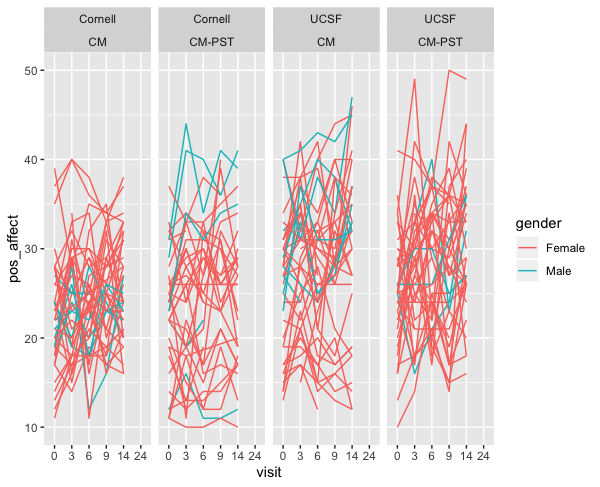 Cornell Cornell UCSF UCSF
CM CM-PST CM CM-PST
50
40
30
20
10
pos_affect
0 3 6 9 14 24 0 3 6 9 14 24 0 3 6 9 14 24 0 3 6 9 14 24
visit
gender
Female
Male